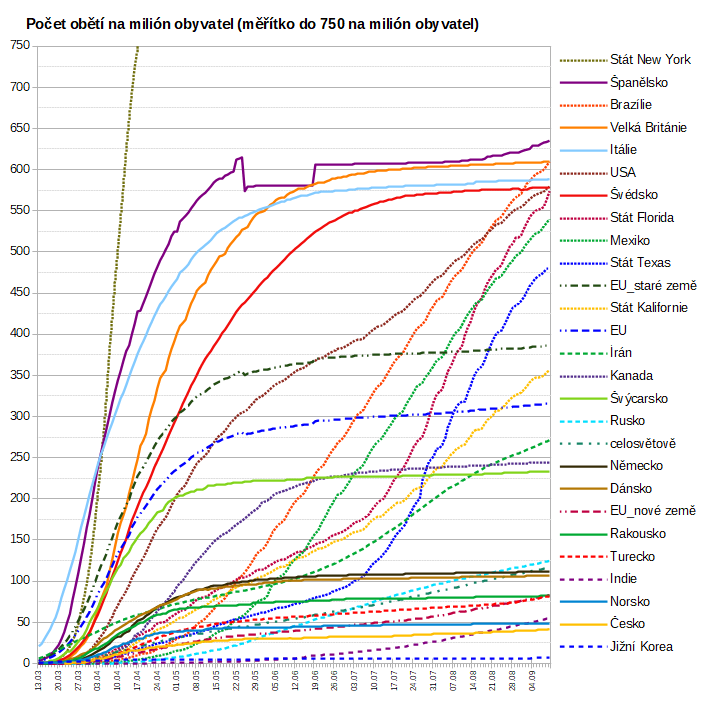 Počet obětí na milión obyvatel (měřítko do 750 na milión obyvatel)
750
700
650
600
550
500
450
400
350
300
250
200
150
100
50
0
13.03
20.03
27.03
03.04
10.04
17.04
24.04
01.05
08.05
15.05
22.05
29.05
05.06
12.06
19.06
26.06
03.07
10.07
17.07
24.07
31.07
07.08
14.08
21.08
28.08
04.09
Stát New York
Španělsko
Brazílie
Velká Británie
Itálie
USA
Švédsko
Stát Florida
Mexiko
Stát Texas
EU_staré země
Stát Kalifornie
EU
Írán
Kanada
Švýcarsko
Rusko
celosvětově
Německo
Dánsko
EU_nové země
Rakousko
Turecko
Indie
Norsko
Česko
Jižní Korea